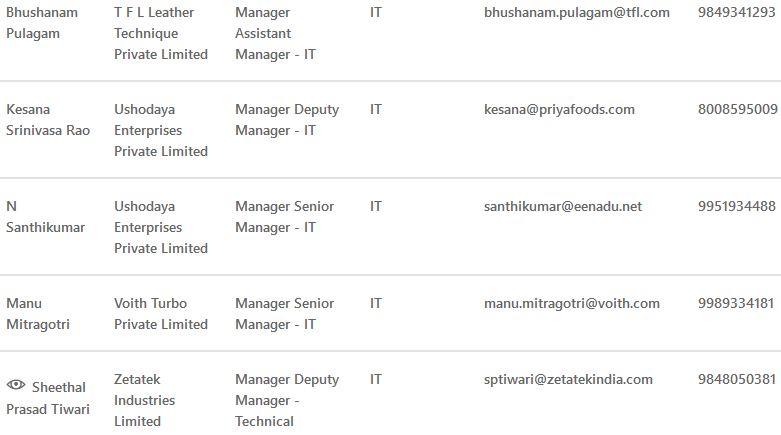 Bhushanam Pulagam T F L Leather Technique Private Limited Manager Assistant Manager - IT IT bhushanam.pulagam@tfl.com 9849341293
Kesana Srinivasa Rao Ushodaya Enterprises Private Limited Manager Deputy Manager - IT IT kesana@priyafoods.com 8008595009
N Santhikumar Ushodaya Enterprises Private Limited Manager Senior Manager - IT IT santhikumar@eenadu.net 9951934488
Manu Mitragotri Voith Turbo Private Limited Manager Senior Manager - IT IT manu.mitragotri@voith.com 9989334181
Sheethal Prasad Tiwari Zetatek Industries Limited Manager Deputy Manager - Technical IT sptiwari@zetatekindia.com 9848050381